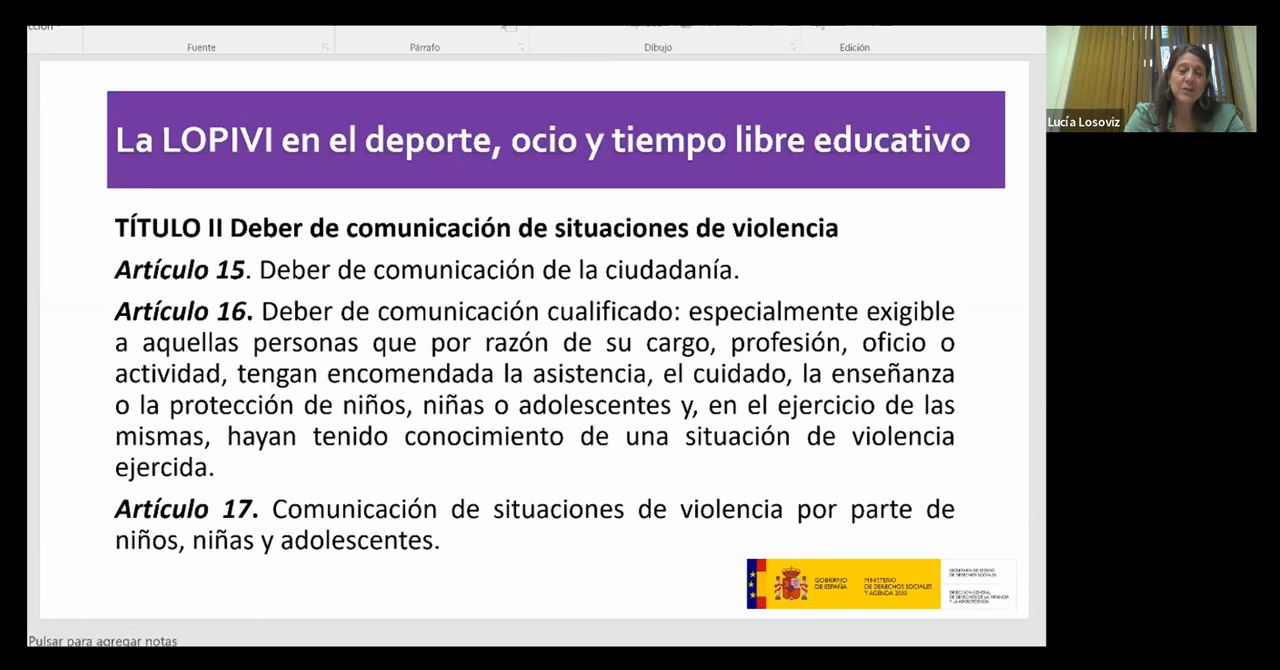 Fuente
Párrafo
Dibujo
Edición
La LOPIVI en el deporte, ocio y tiempo libre educativo
Lucía Losoviz
TÍTULO II Deber de comunicación de situaciones de violencia
Artículo 15. Deber de comunicación de la ciudadanía.
Artículo 16. Deber de comunicación cualificado: especialmente exigible
a aquellas personas que por razón de su cargo, profesión, oficio o
actividad, tengan encomendada la asistencia, el cuidado, la enseñanza
o la protección de niños, niñas o adolescentes y, en el ejercicio de las
mismas, hayan tenido conocimiento de una situación de violencia
ejercida.
Artículo 17. Comunicación de situaciones de violencia por parte de
niños, niñas y adolescentes.
GOBIERNO
DE ESPAÑA
MINISTERIO
DE DERECHOS SOCIALES
Y AGENDA 2030
SECRETARÍA DE ESTADO
DE DERECHOS SOCIALES
DIRECCIÓN GENERAL
DE DERECHOS DE LA INFANCIA
Y LA ADOLESCENCIA
Pulsar para agregar notas